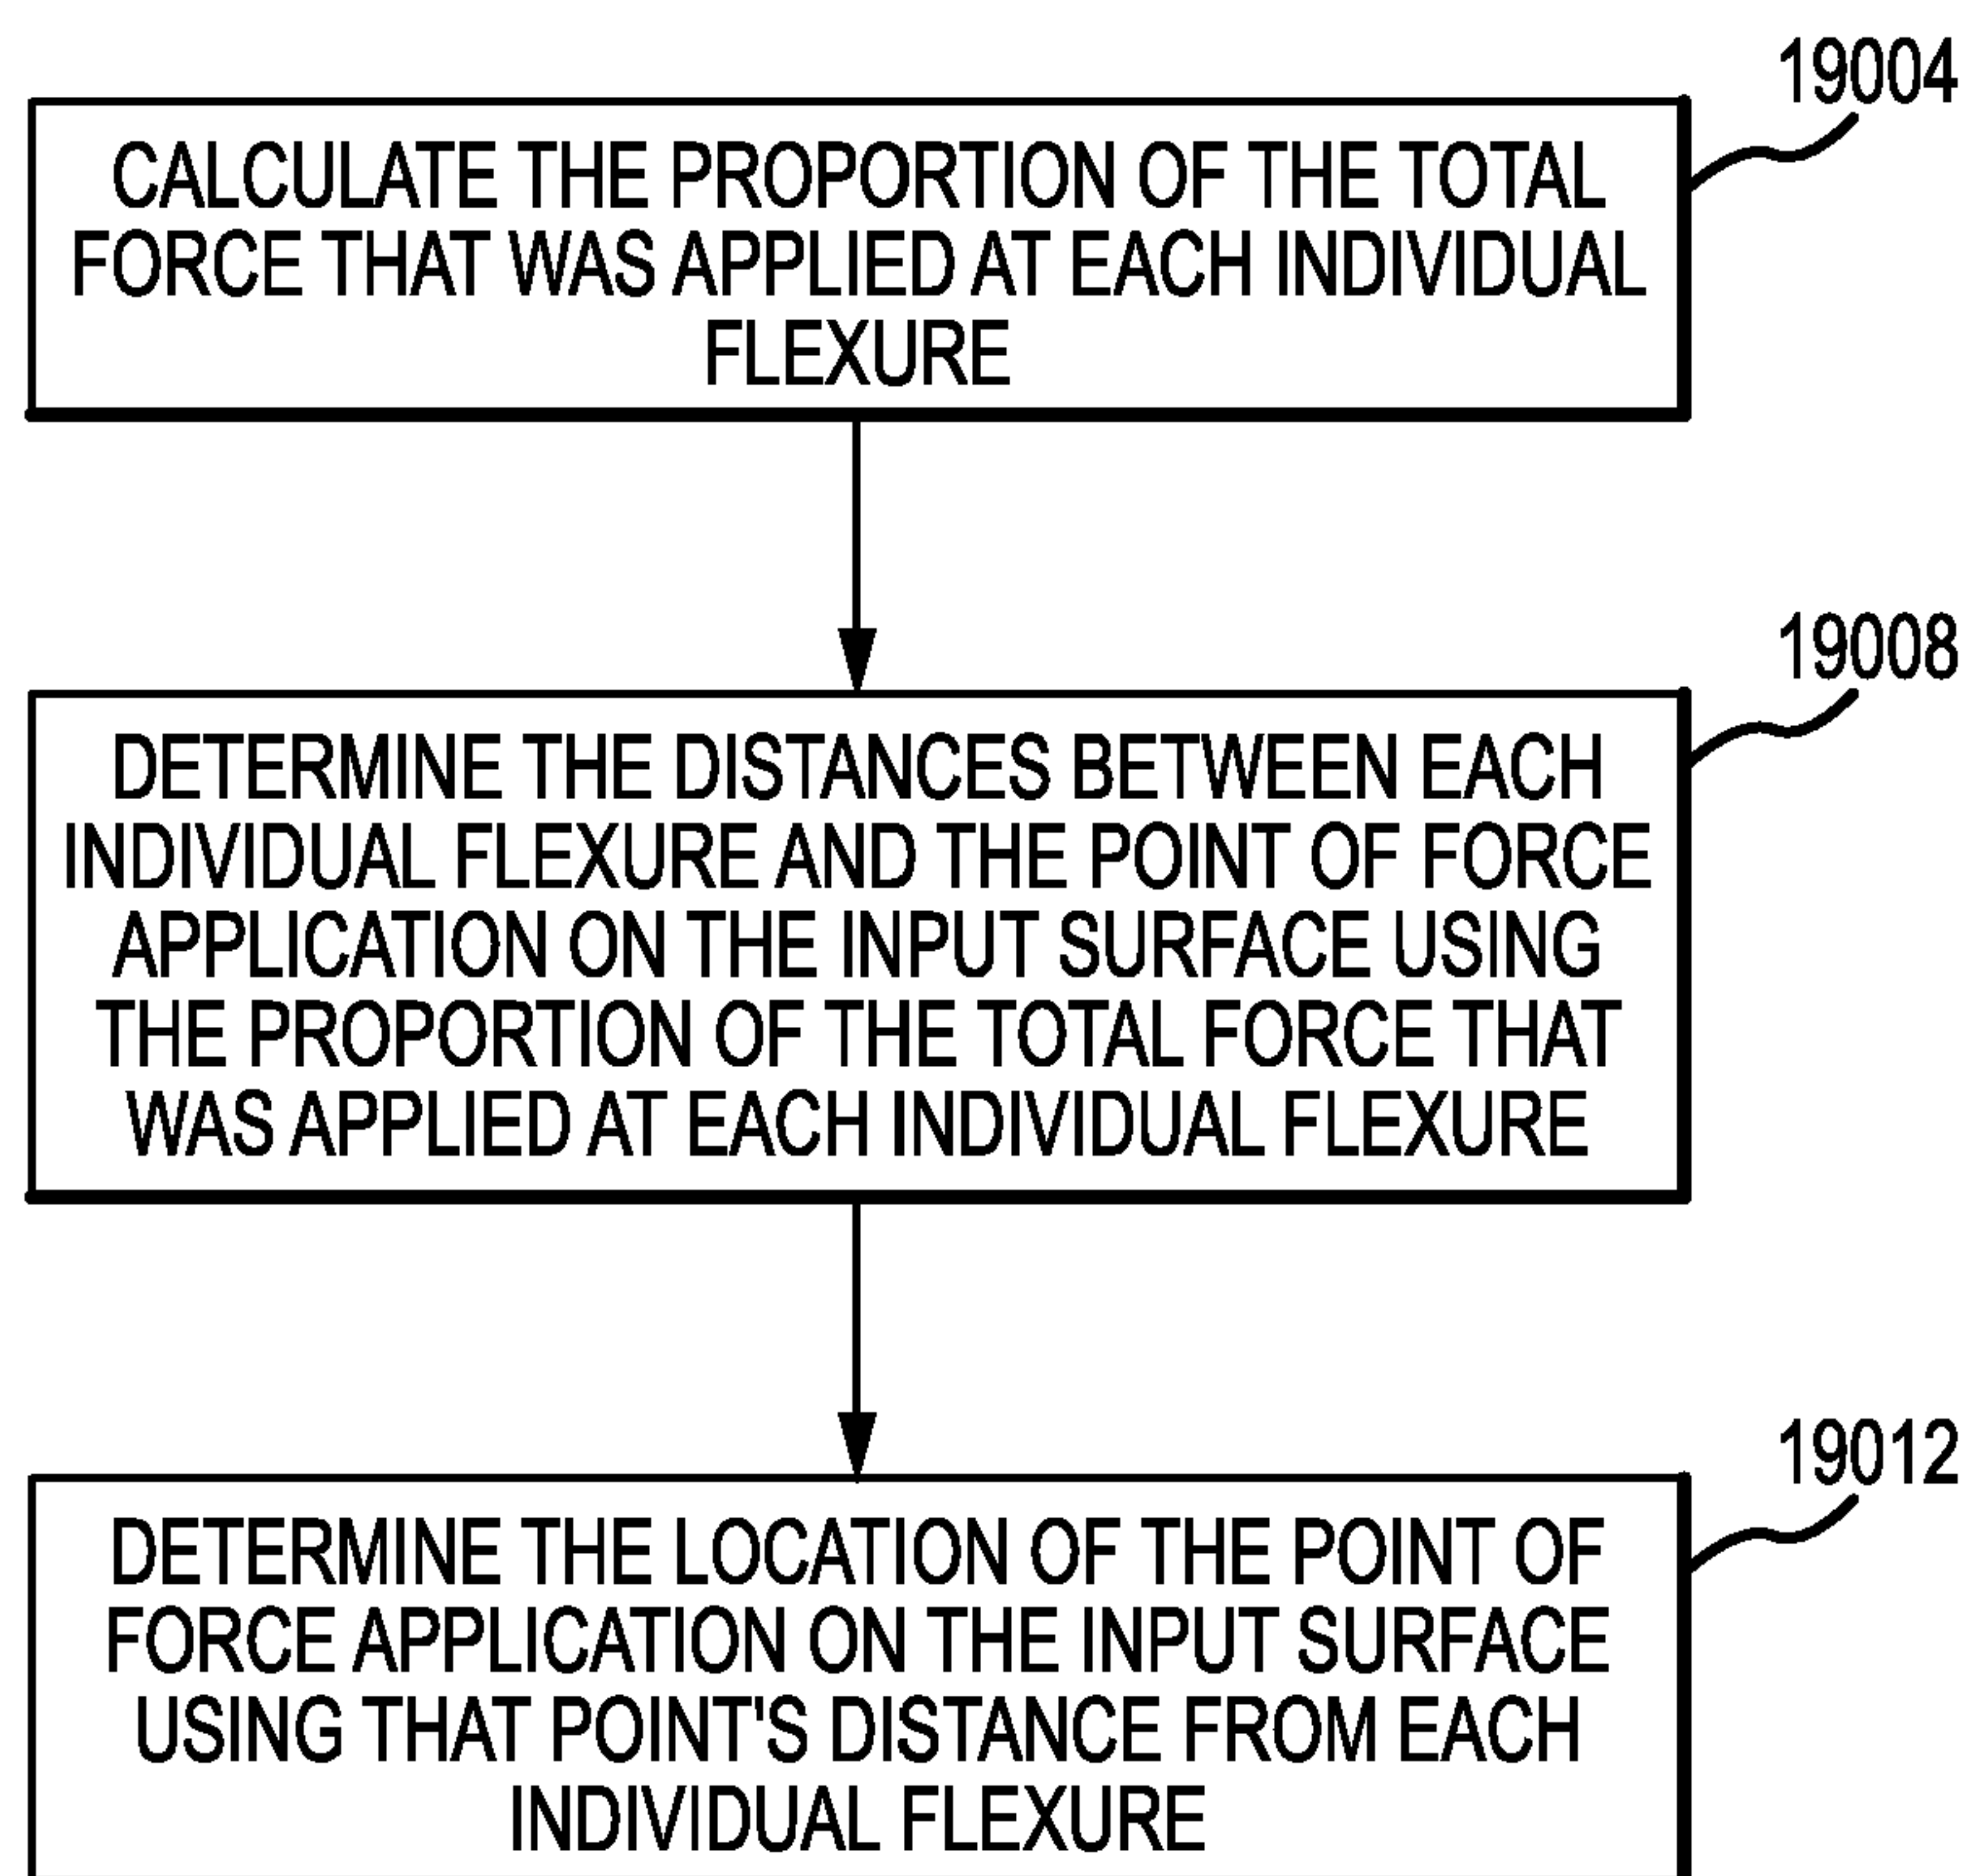 19004
CALCULATE THE PROPORTION OF THE TOTAL
FORCE THAT WAS APPLIED AT EACH INDIVIDUAL
FLEXURE
19008
DETERMINE THE DISTANCES BETWEEN EACH
INDIVIDUAL FLEXURE AND THE POINT OF FORCE
APPLICATION ON THE INPUT SURFACE USING
THE PROPORTION OF THE TOTAL FORCE THAT
WAS APPLIED AT EACH INDIVIDUAL FLEXURE
19012
DETERMINE THE LOCATION OF THE POINT OF
FORCE APPLICATION ON THE INPUT SURFACE
USING THAT POINT'S DISTANCE FROM EACH
INDIVIDUAL FLEXURE